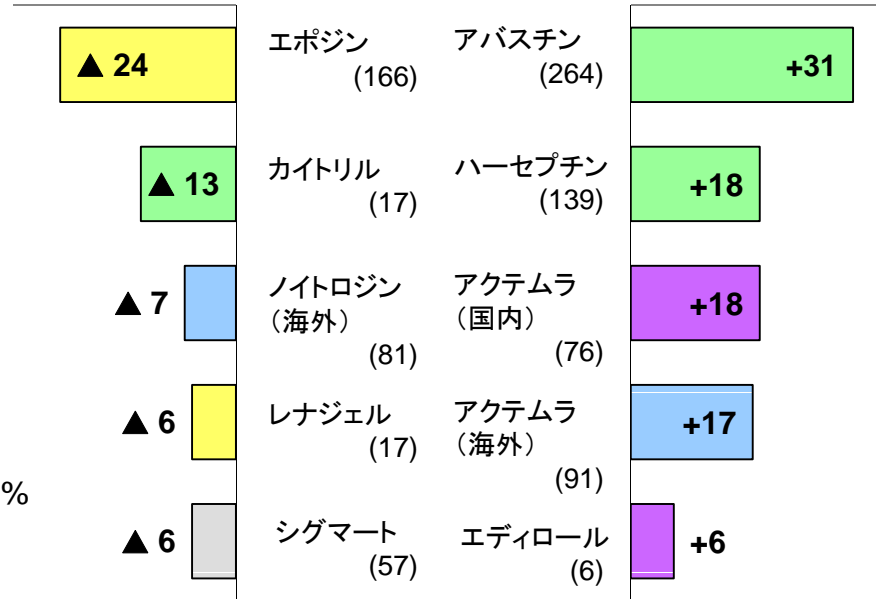 ▲ 24
エポジン
(166)
アバスチン
(264)
+31
▲ 13
カイトリル
(17)
ハーセプチン
(139)
+18
▲ 7
ノイトロジン
（海外）
(81)
アクテムラ
（国内）
(76)
+18
▲ 6
レナジェル
(17)
アクテムラ
（海外）
(91)
+17
%
▲ 6
シグマート
(57)
エディロール
(6)
+6